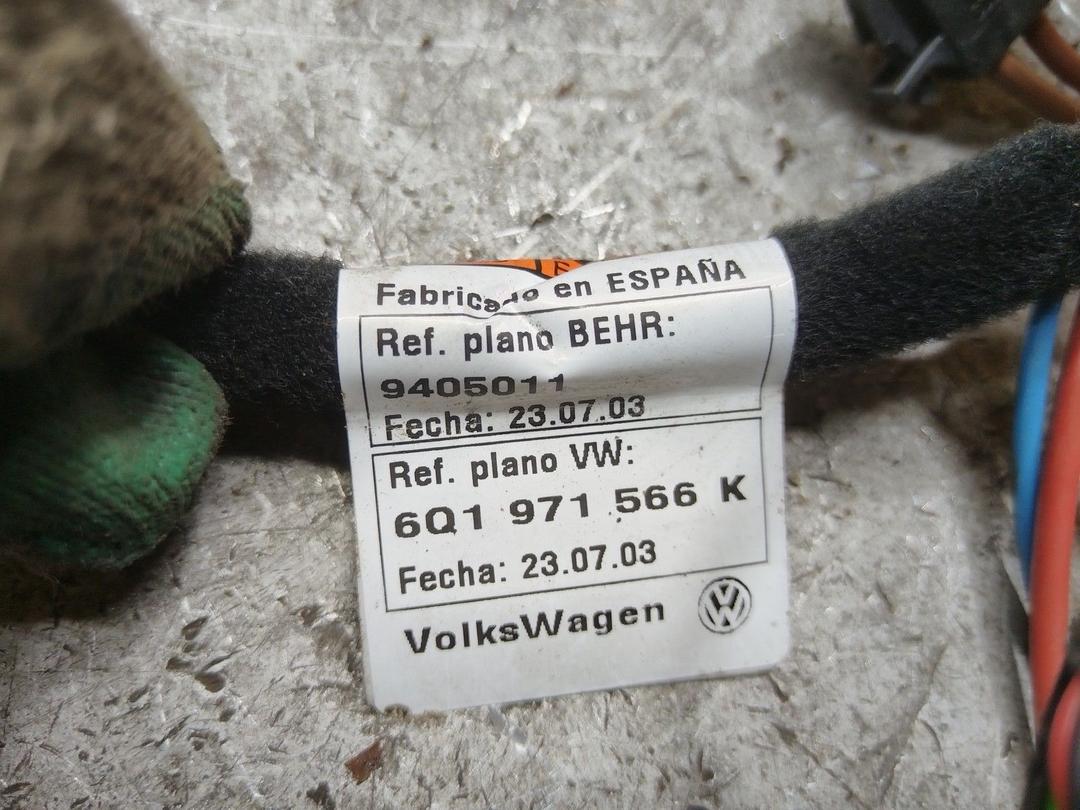 Fabricado en ESPAÑA
Ref. plano BEHR:
9405011
Fecha: 23.07.03
Ref. plano VW:
6Q1 971 566 K
Fecha: 23.07.03
VolksWagen